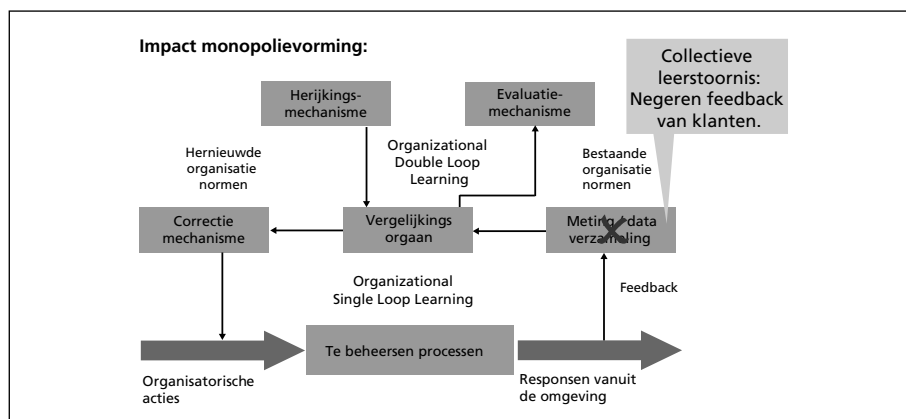 Impact monopolievorming:
Collectieve
leerstoornis:
Negeren feedback
van klanten.
Herijkings-
mechanisme
Evaluatie-
mechanisme
Hernieuwde
organisatie
normen
Organizational
Double Loop
Learning
Bestaande
organisatie
normen
Correctie
mechanisme
Vergelijkings
orgaan
Meting +data
verzameling
Organizational
Single Loop Learning
Feedback
Te beheersen processen
Organisatorische
acties
Responsen vanuit
de omgeving